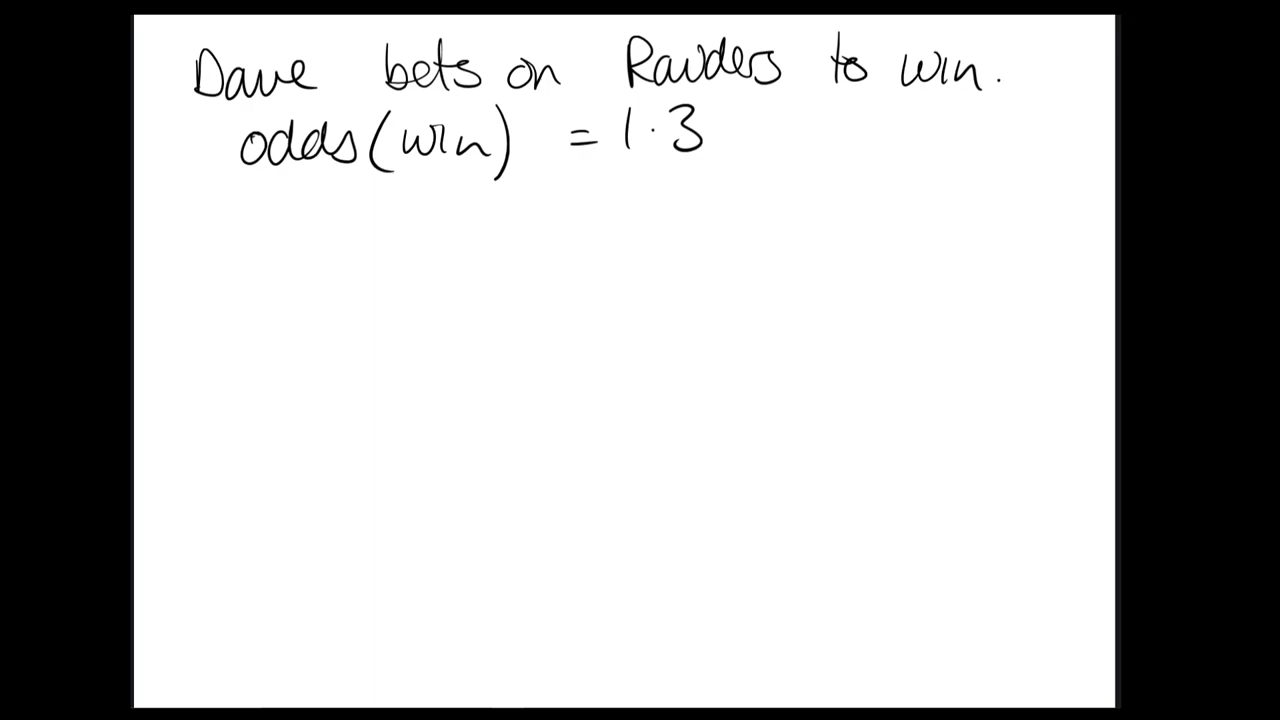 Dave bets on Raiders to win.
odds(win) = 1.3